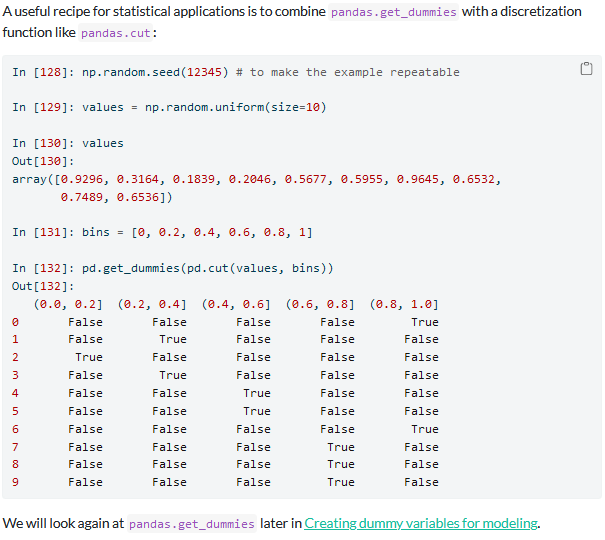 A useful recipe for statistical applications is to combine pandas.get_dummies with a discretization
function like pandas.cut:
In [128]: np.random.seed(12345) # to make the example repeatable
In [129]: values = np.random.uniform(size=10)
In [130]: values
Out[130]:
array([0.9296, 0.3164, 0.1839, 0.2046, 0.5677, 0.5955, 0.9645, 0.6532,
       0.7489, 0.6536])
In [131]: bins = [0, 0.2, 0.4, 0.6, 0.8, 1]
In [132]: pd.get_dummies(pd.cut(values, bins))
Out[132]:
   (0.0, 0.2]  (0.2, 0.4]  (0.4, 0.6]  (0.6, 0.8]  (0.8, 1.0]
0       False       False       False       False        True
1       False        True       False       False       False
2        True       False       False       False       False
3       False        True       False       False       False
4       False       False        True       False       False
5       False       False        True       False       False
6       False       False       False       False        True
7       False       False       False        True       False
8       False       False       False        True       False
9       False       False       False        True       False
We will look again at pandas.get_dummies later in Creating dummy variables for modeling.